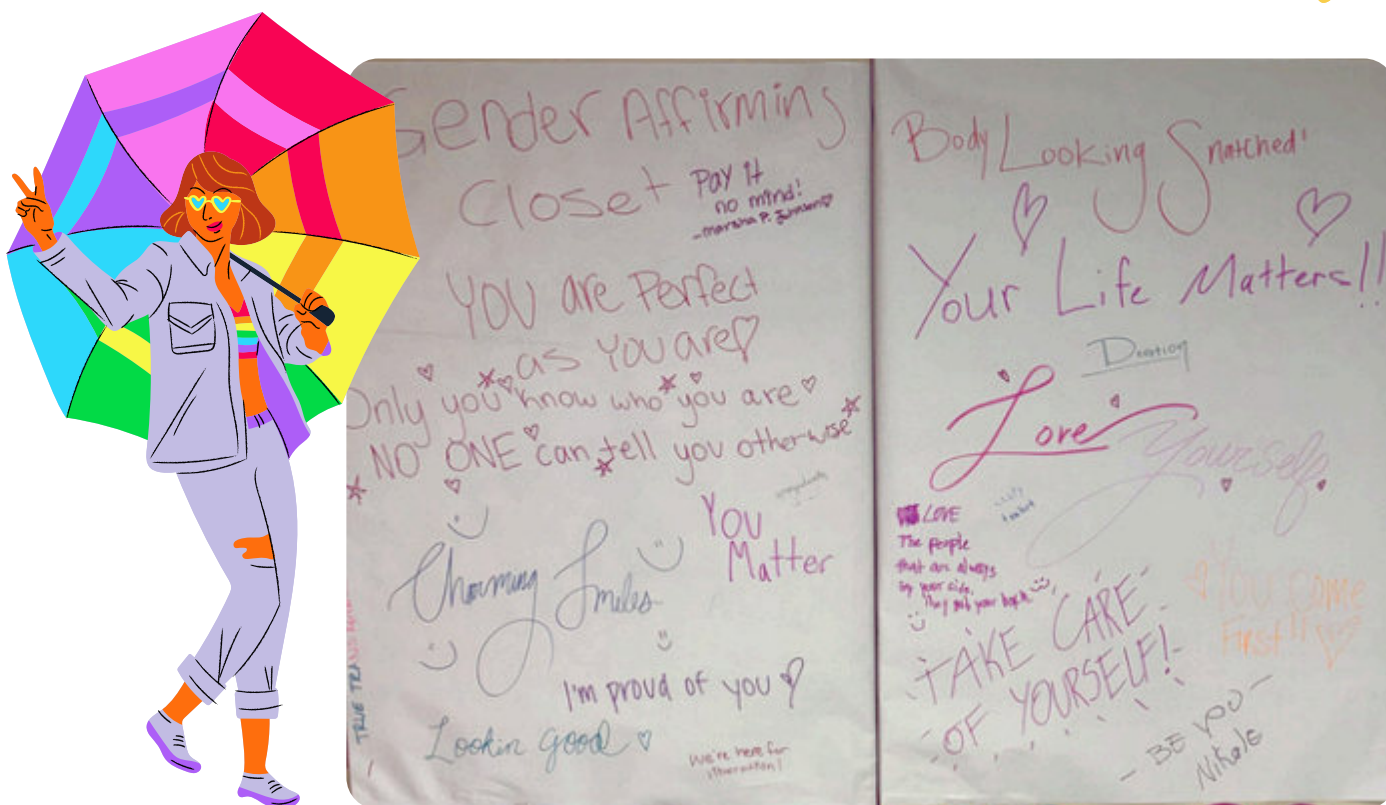 Gender Affirming
Closet
Pay it
no mind!
-Marsha P. Johnson
YOU are Perfect
as YOU are
Only you know who you are
NO ONE can tell you otherwise
You
Matter
Charming Smiles
I'm proud of you
Lookin good
We're here for
liberation!
TRUE
Body Looking Snatched!
Your Life Matters!!
Devotion
Love Yourself
LOVE
The people
that are always
by your side.
They got your back
You Come
First!!
TAKE CARE
OF YOURSELF!
- BE YOU -
Nikole